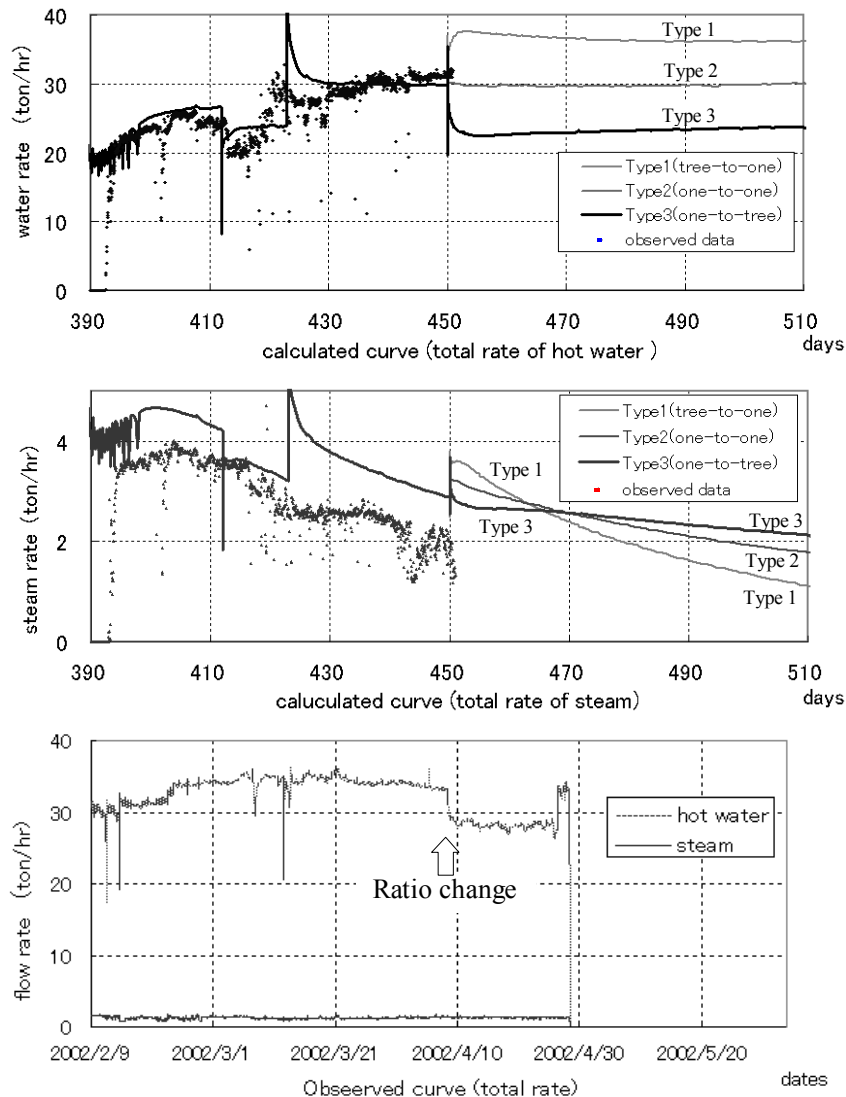 40
30
20
10
0
water rate (ton/hr)
Type 1
Type 2
Type 3
Type1(tree-to-one)
Type2(one-to-one)
Type3(one-to-tree)
observed data
390 410 430 450 470 490 510
calculated curve (total rate of hot water )
days
4
2
0
steam rate (ton/hr)
Type1(tree-to-one)
Type2(one-to-one)
Type3(one-to-tree)
observed data
Type 1
Type 3
Type 3
Type 2
Type 1
390 410 430 450 470 490 510
caluculated curve (total rate of steam)
days
40
30
20
10
0
flow rate (ton/hr)
hot water
steam
Ratio change
2002/2/9 2002/3/1 2002/3/21 2002/4/10 2002/4/30 2002/5/20
Obseerved curve (total rate)
dates